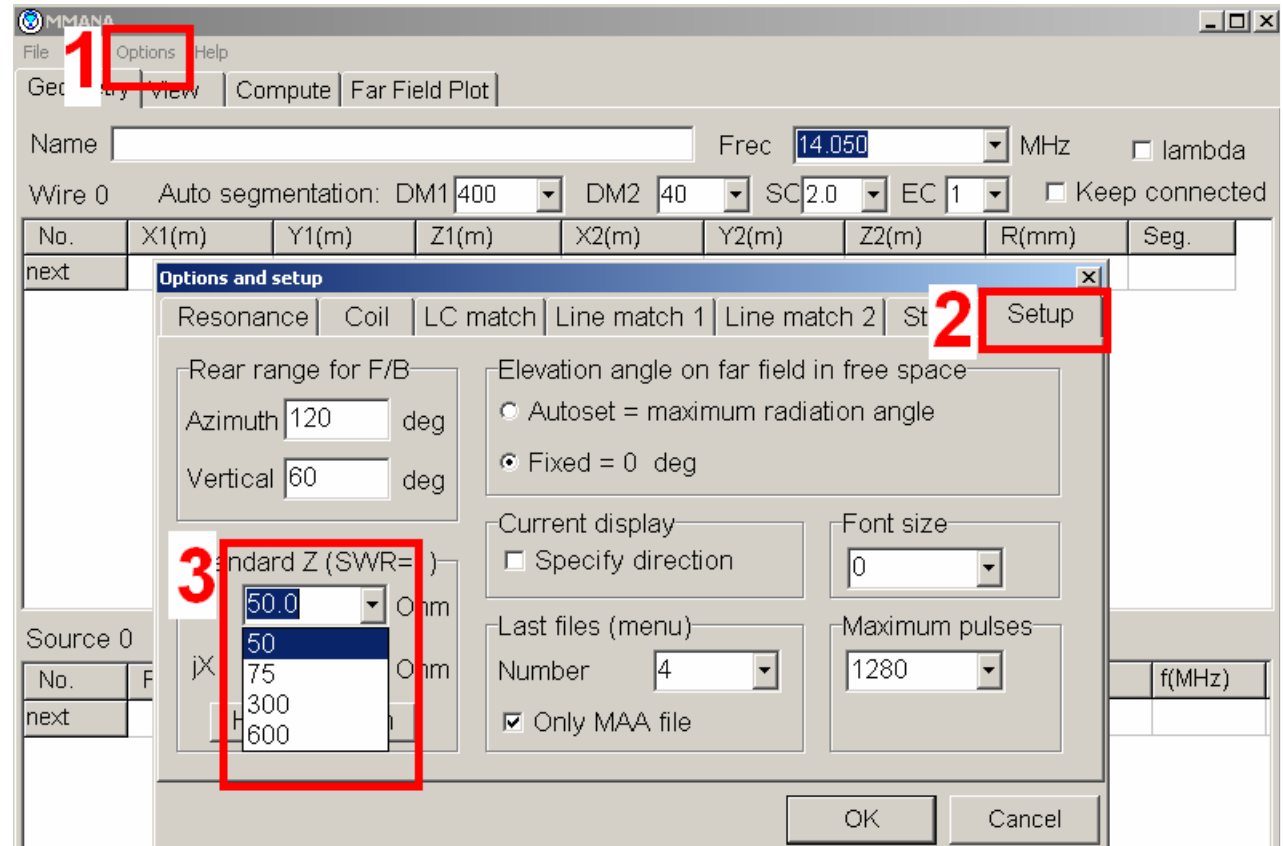 MMANA
1
File Options Help
Geometry View Compute Far Field Plot
Name Frec 14.050 MHz lambda
Wire 0 Auto segmentation: DM1 400 DM2 40 SC 2.0 EC 1 Keep connected
No. X1(m) Y1(m) Z1(m) X2(m) Y2(m) Z2(m) R(mm) Seg.
next
Options and setup
Resonance Coil LC match Line match 1 Line match 2 St 2 Setup
Rear range for F/B
Azimuth 120 deg
Vertical 60 deg
Elevation angle on far field in free space
Autoset = maximum radiation angle
Fixed = 0 deg
3
andard Z (SWR= )
50.0 Ohm
50
75
300
600
jX Ohm
H
Current display
Specify direction
Font size
0
Last files (menu)
Number 4
Only MAA file
Maximum pulses
1280
Source 0
No. F f(MHz)
next
OK Cancel